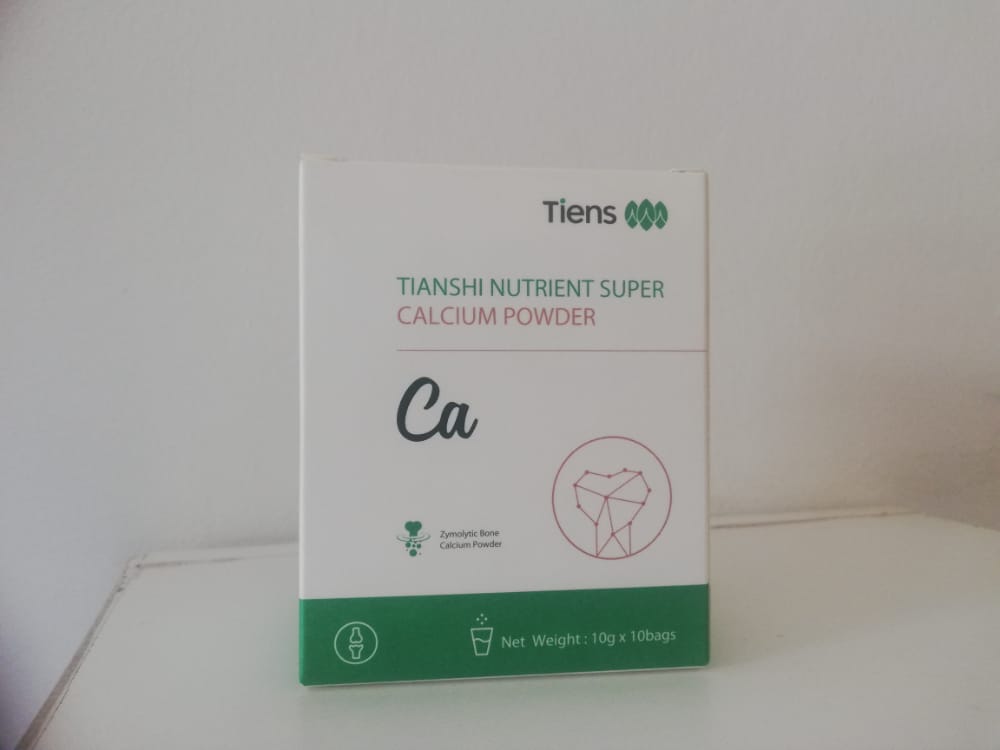 Tiens
TIANSHI NUTRIENT SUPER
CALCIUM POWDER
Ca
Zymolytic Bone
Calcium Powder
Net Weight : 10g x 10bags